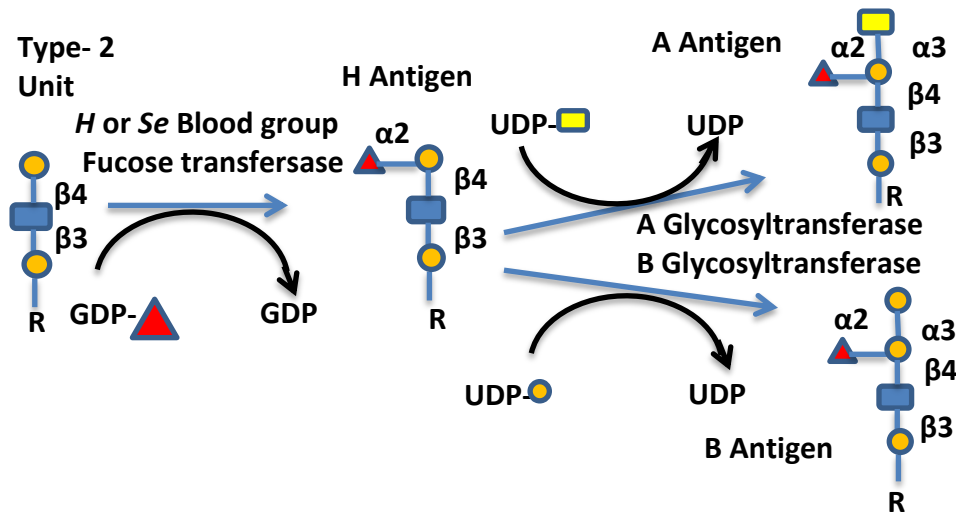 Type- 2
Unit
H or Se Blood group
Fucose transfersase
β4
β3
R
GDP-
GDP
H Antigen
α2
β4
β3
R
UDP-
UDP
A Antigen
α2
α3
β4
β3
R
A Glycosyltransferase
B Glycosyltransferase
UDP-
UDP
B Antigen
α2
α3
β4
β3
R